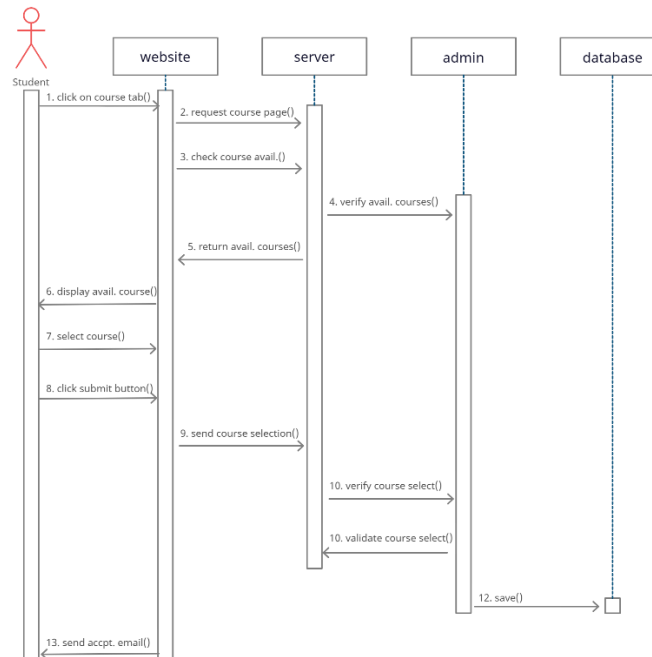 website
server
admin
database
Student
1. click on course tab()
2. request course page()
3. check course avail.()
4. verify avail. courses()
5. return avail. courses()
6. display avail. course()
7. select course()
8. click submit button()
9. send course selection()
10. verify course select()
10. validate course select()
12. save()
13. send accpt. email()